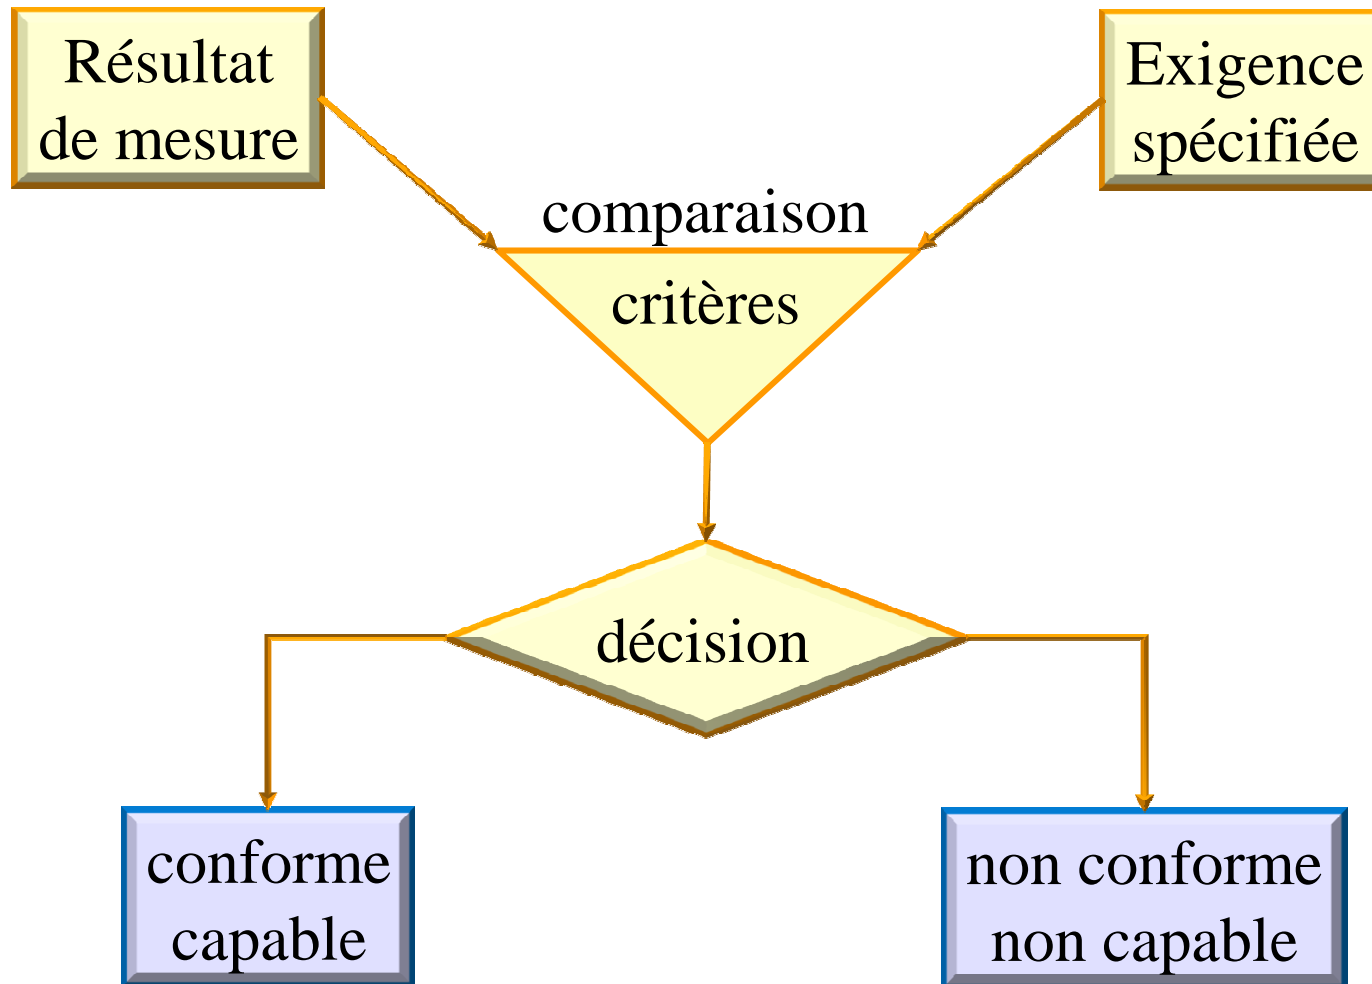 Résultat
de mesure
Exigence
spécifiée
comparaison
critères
décision
conforme
capable
non conforme
non capable